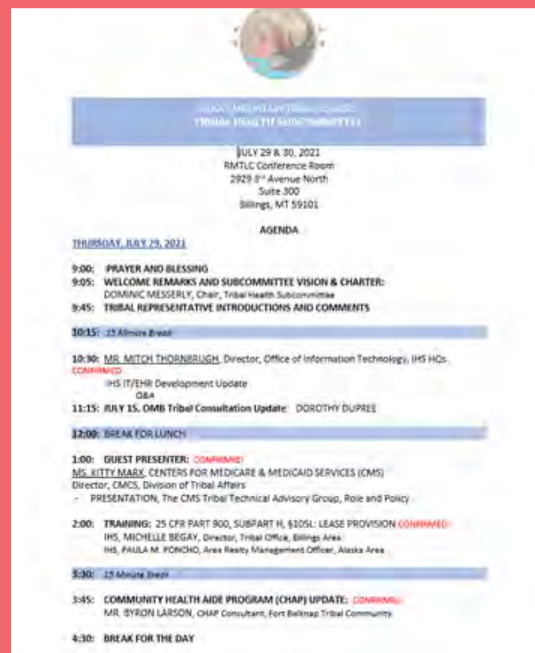 TRIBAL HEALTH SUBCOMMITTEE
JULY 29 & 30, 2021
RMTLC Conference Room
2929 3rd Avenue North
Suite 300
Billings, MT 59101
AGENDA
THURSDAY, JULY 29, 2021
9:00: PRAYER AND BLESSING
9:05: WELCOME REMARKS AND SUBCOMMITTEE VISION & CHARTER:
DOMINIC MESSERLY, Chair, Tribal Health Subcommittee
9:45: TRIBAL REPRESENTATIVE INTRODUCTIONS AND COMMENTS
10:15: 15 Minute Break
10:30: MR. MITCH THORNBRUGH, Director, Office of Information Technology, IHS HQs
CONFIRMED
IHS IT/EHR Development Update
Q&A
11:15: JULY 15, OMB Tribal Consultation Update DOROTHY DUPREE
12:00: BREAK FOR LUNCH
1:00: GUEST PRESENTER: CONFIRMED
MS. KITTY MARX, CENTERS FOR MEDICARE & MEDICAID SERVICES (CMS)
Director, CMCS, Division of Tribal Affairs
- PRESENTATION, The CMS Tribal Technical Advisory Group, Role and Policy
2:00: TRAINING: 25 CFR PART 900, SUBPART H, §105L: LEASE PROVISION CONFIRMED
IHS, MICHELLE BEGAY, Director, Tribal Office, Billings Area
IHS, PAULA M. PONCHO, Area Realty Management Officer, Alaska Area
3:30: 15 Minute Break
3:45: COMMUNITY HEALTH AIDE PROGRAM (CHAP) UPDATE: CONFIRMED
MR. BYRON LARSON, CHAP Consultant, Fort Belknap Tribal Community
4:30: BREAK FOR THE DAY